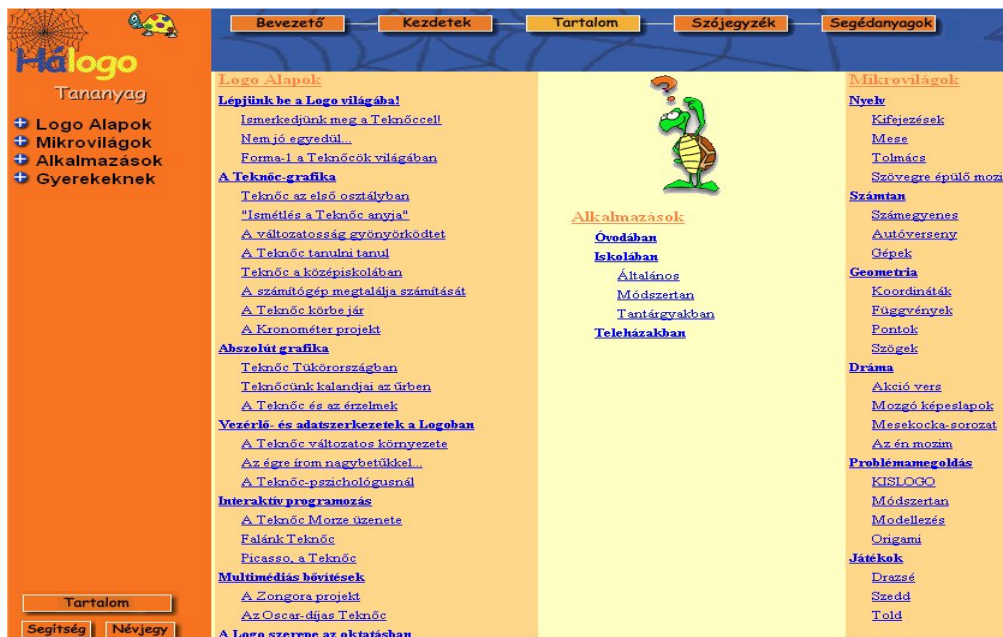 Bevezető
Kezdetek
Tartalom
Szójegyzék
Segédanyagok
Hálogo
Tananyag
Logo Alapok
Mikrovilágok
Alkalmazások
Gyerekeknek
Tartalom
Segítség
Névjegy
Logo Alapok
Lépjünk be a Logo világába!
Ismerkedjünk meg a Teknőccel!
Nem jó egyedül...
Forma-1 a Teknőcök világában
A Teknőc-grafika
Teknőc az első osztályban
"Ismétlés a Teknőc anyja"
A változatosság gyönyörködtet
A Teknőc tanulni tanul
Teknőc a középiskolában
A számítógép megtalálja számítását
A Teknőc körbe jár
A Kronométer projekt
Abszolút grafika
Teknőc Tükörországban
Teknőcünk kalandjai az űrben
A Teknőc és az érzelmek
Vezérlő- és adatszerkezetek a Logoban
A Teknőc változatos környezete
Az égre írom nagybetűkkel...
A Teknőc-pszichológusnál
Interaktív programozás
A Teknőc Morze üzenete
Falánk Teknőc
Picasso, a Teknőc
Multimédiás bővítések
A Zongora projekt
Az Oscar-díjas Teknőc
A Logo szerepe az oktatásban
Alkalmazások
Óvodában
Iskolában
Általános
Módszertan
Tantárgyakban
Teleházakban
Mikrovilágok
Nyelv
Kifejezések
Mese
Tolmács
Szövegre épülő mozi
Számtan
Számegyenes
Autóverseny
Gépek
Geometria
Koordináták
Függvények
Pontok
Szögek
Dráma
Akció vers
Mozgó képeslapok
Mesekocka-sorozat
Az én mozim
Problémamegoldás
KISLOGO
Módszertan
Modellezés
Origami
Játékok
Drazsé
Szedd
Told